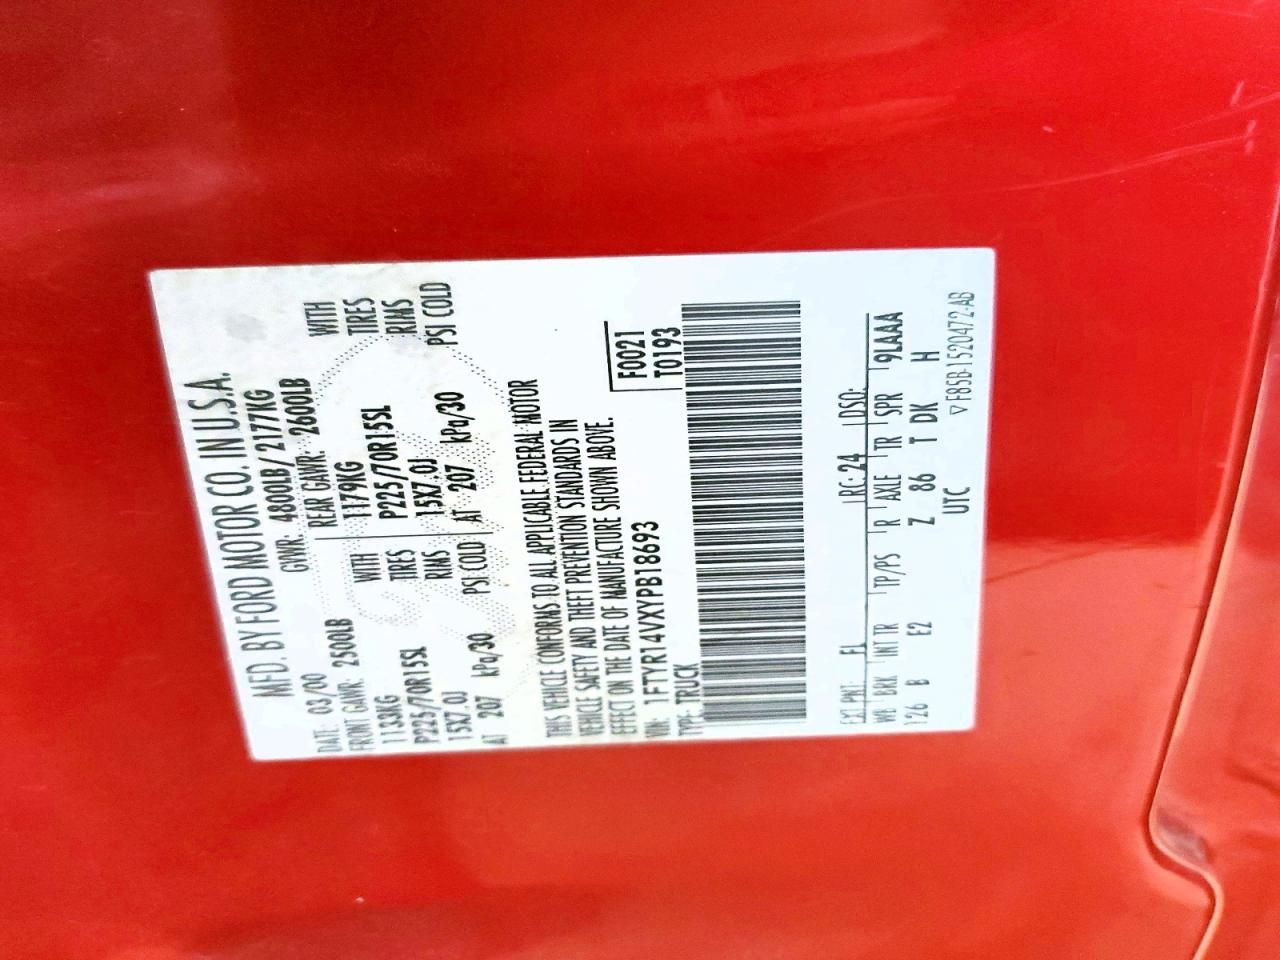 MFD. BY FORD MOTOR CO. IN U.S.A.
DATE: 03/00 GVWR: 4800LB/2177KG
FRONT GAWR: 2500LB REAR GAWR: 2600LB WITH
1133KG WITH 1179KG TIRES
P225/70R15SL TIRES P225/70R15SL RIMS
15X7.0J RIMS 15X7.0J PSI COLD
AT 207 kPa/30 PSI COLD AT 207 kPa/30
THIS VEHICLE CONFORMS TO ALL APPLICABLE FEDERAL MOTOR
VEHICLE SAFETY AND THEFT PREVENTION STANDARDS IN
EFFECT ON THE DATE OF MANUFACTURE SHOWN ABOVE.
VIN: 1FTYR14VXYPB18693 F0021
TYPE: TRUCK T0193
EXT PNT: FL RC: 24 DSO:
WB BRK INT TR TP/PS R AXLE TR SPR 9LAAA
126 B E2 Z 86 T DK H
UTC ▽ F85B-1520472-AB